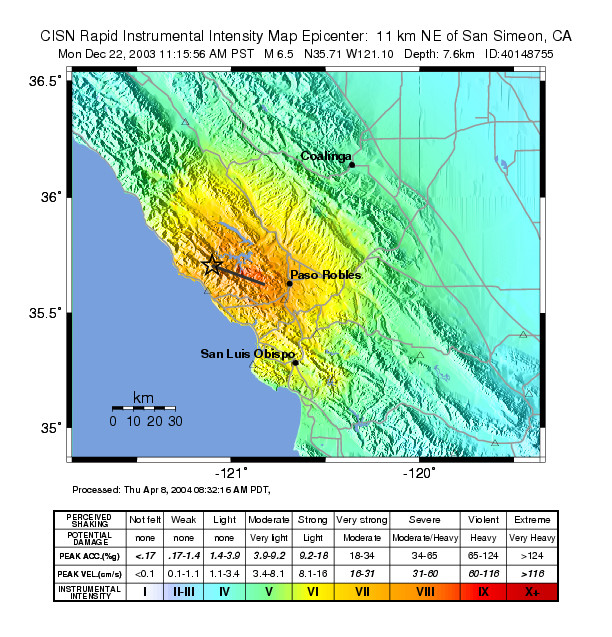 CISN Rapid Instrumental Intensity Map Epicenter: 11 km NE of San Simeon, CA
Mon Dec 22, 2003 11:15:56 AM PST M 6.5 N35.71 W121.10 Depth: 7.6km ID:40148755
36.5°
Coalinga
36°
Paso Robles
35.5°
San Luis Obispo
km
0 10 20 30
35°
-121° -120°
Processed: Thu Apr 8, 2004 08:32:16 AM PDT,
PERCEIVED SHAKING Not felt Weak Light Moderate Strong Very strong Severe Violent Extreme
POTENTIAL DAMAGE none none none Very light Light Moderate Moderate/Heavy Heavy Very Heavy
PEAK ACC.(%g) <.17 .17-1.4 1.4-3.9 3.9-9.2 9.2-18 18-34 34-65 65-124 >124
PEAK VEL.(cm/s) <0.1 0.1-1.1 1.1-3.4 3.4-8.1 8.1-16 16-31 31-60 60-116 >116
INSTRUMENTAL INTENSITY I II-III IV V VI VII VIII IX X+